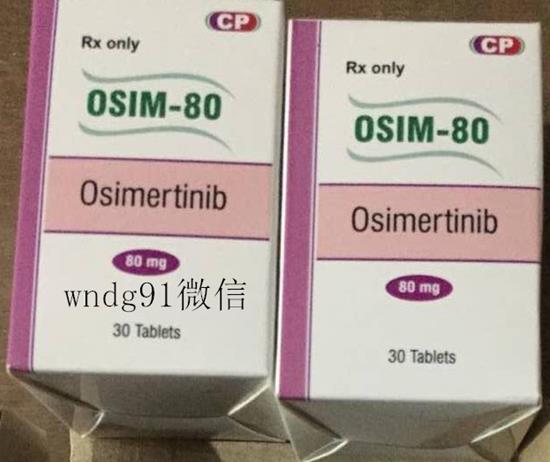 CP
Rx only
OSIM-80
Osimertinib
80 mg
wndg91微信
30 Tablets
CP
Rx only
OSIM-80
Osimertinib
80 mg
30 Tablets